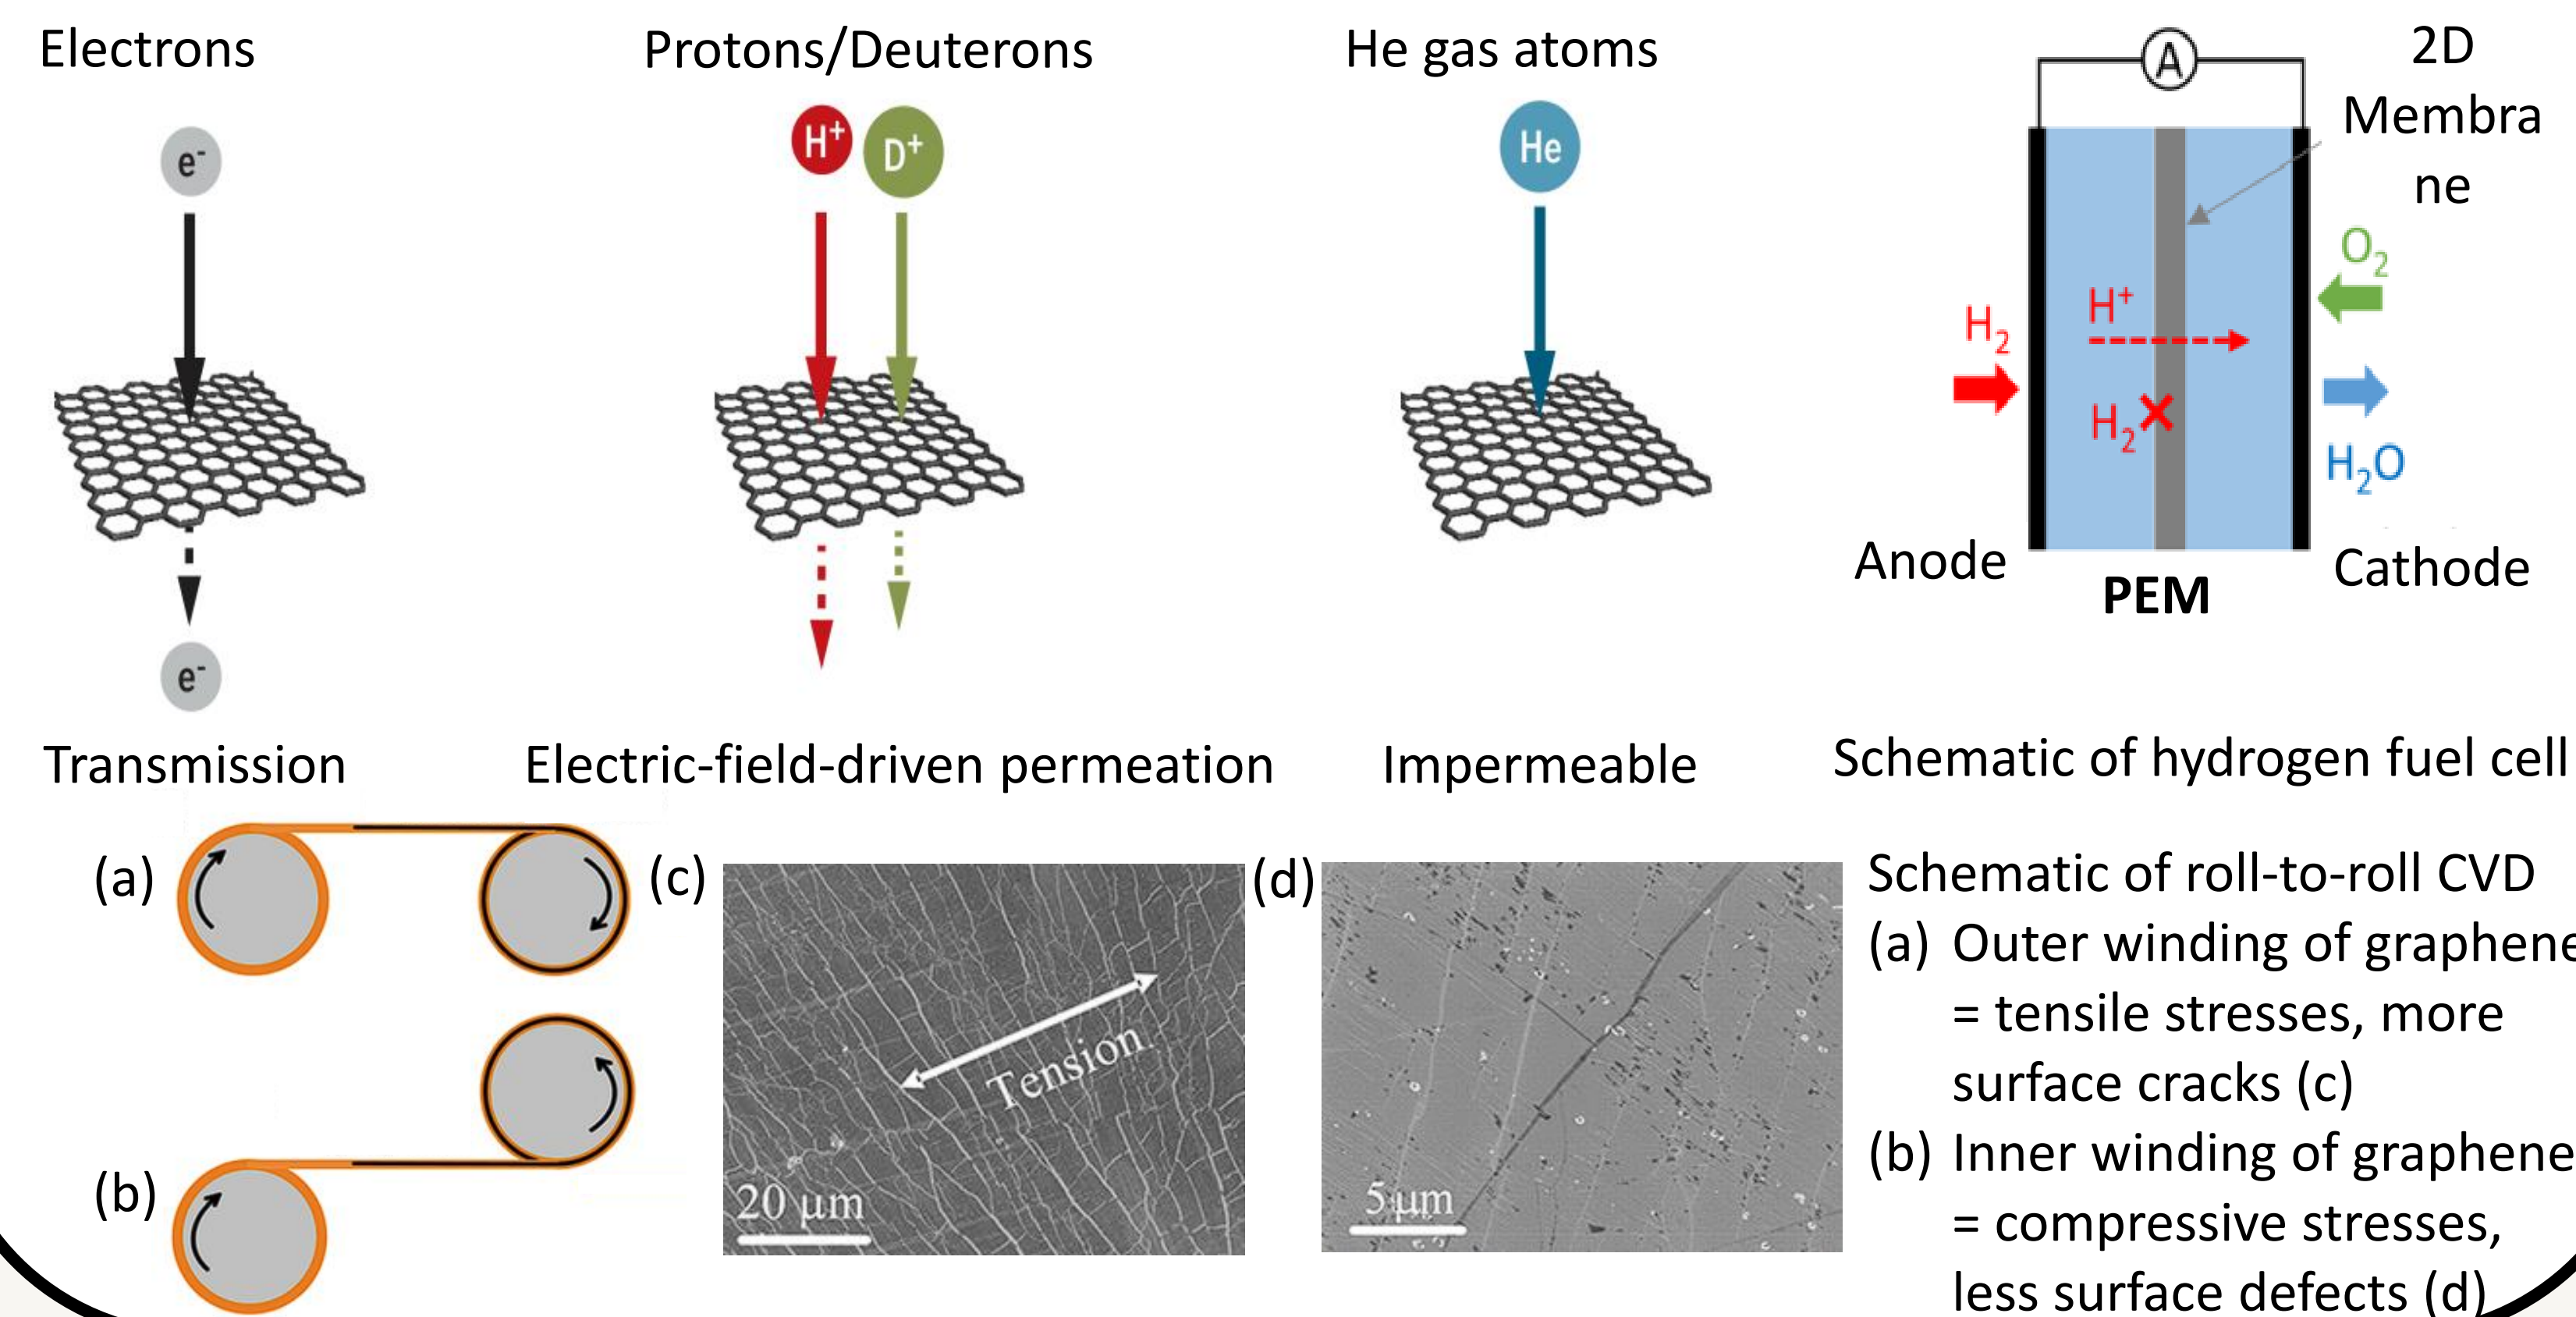 Electrons
Protons/Deuterons
He gas atoms
e⁻
H⁺
D⁺
He
e⁻
A
2D
Membra
ne
O₂
H⁺
H₂
H₂
H₂O
Anode
Cathode
PEM
Transmission
Electric-field-driven permeation
Impermeable
Schematic of hydrogen fuel cell
(a)
(b)
(c)
Tension
20 µm
(d)
5 µm
Schematic of roll-to-roll CVD
(a) Outer winding of graphene
= tensile stresses, more
surface cracks (c)
(b) Inner winding of graphene
= compressive stresses,
less surface defects (d)